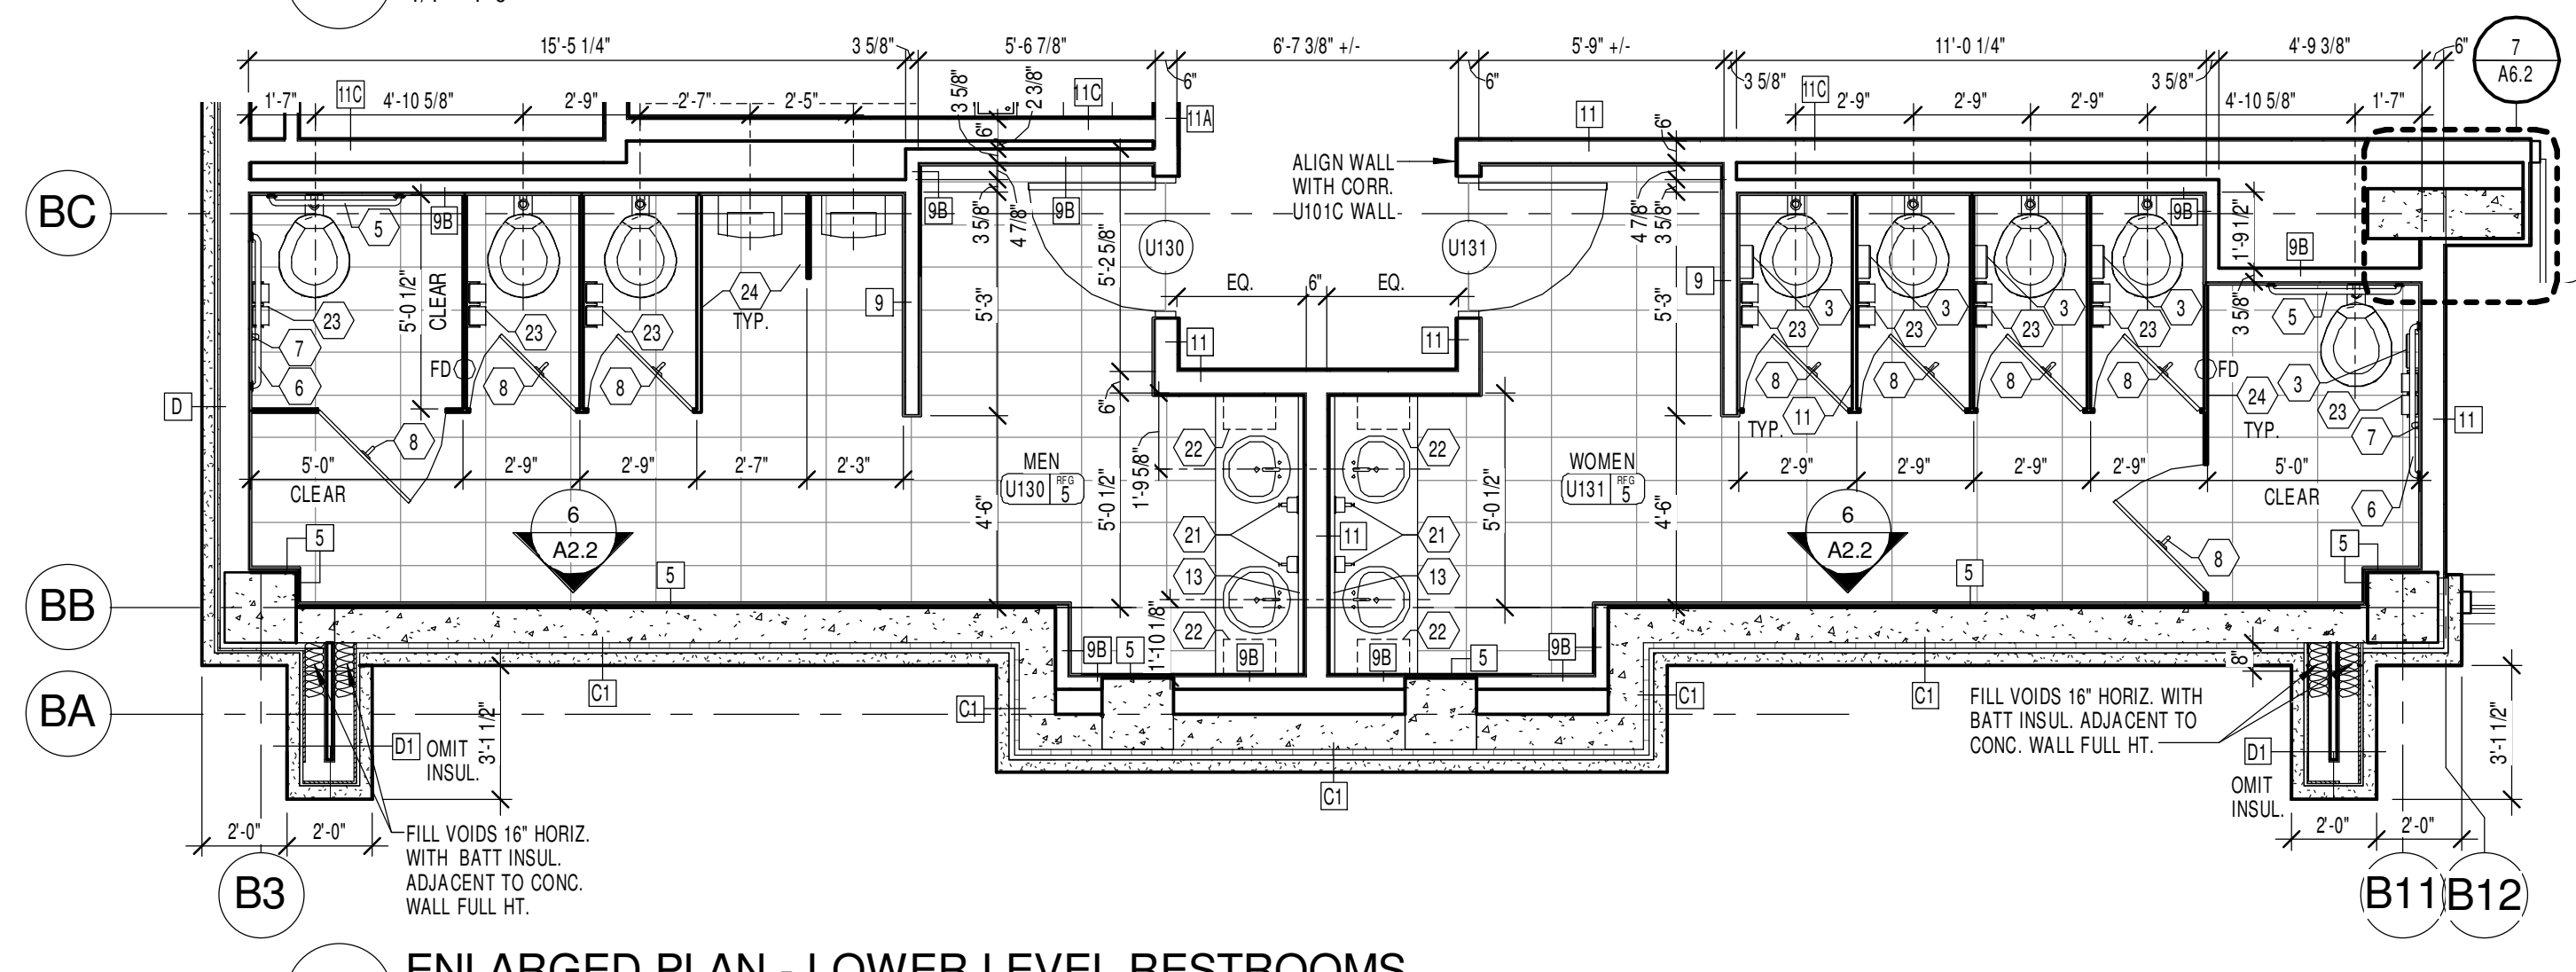 15'-5 1/4"
3 5/8"
5'-6 7/8"
6"
6'-7 3/8" +/-
6"
5'-9" +/-
3 5/8"
11'-0 1/4"
3 5/8"
4'-9 3/8"
6"
7
A6.2
1'-7"
11C
4'-10 5/8"
2'-9"
2'-7"
2'-5"
3 5/8"
6"
2 3/8"
11C
11A
11
6"
11C
2'-9"
2'-9"
2'-9"
4'-10 5/8"
1'-7"
ALIGN WALL
WITH CORR.
U101C WALL
BC
5
9B
9B
9B
3 5/8"
4 7/8"
5'-2 5/8"
U130
U131
4 7/8"
3 5/8"
9B
1'-9 1/2"
9B
5'-0 1/2"
CLEAR
24
TYP.
9
5'-3"
EQ.
6"
EQ.
9
5'-3"
3
3
3
3
3 5/8"
5
23
23
23
23
23
23
23
7
6
FD
8
8
11
11
8
8
8
8
FD
3
24
TYP.
23
7
11
D
8
6"
TYP.
11
5'-0"
CLEAR
2'-9"
2'-9"
2'-7"
2'-3"
MEN
U130
RFG
5
1'-9 5/8"
22
22
5'-0 1/2"
5'-0 1/2"
WOMEN
U131
RFG
5
2'-9"
2'-9"
2'-9"
2'-9"
5'-0"
CLEAR
6
4'-6"
4'-6"
6
A2.2
6
A2.2
21
11
21
5
5
13
13
5
8
5
BB
22
22
1'-10 1/8"
9B
5
9B
9B
5
9B
8"
BA
C1
C1
C1
C1
C1
D1
OMIT
INSUL.
3'-1 1/2"
FILL VOIDS 16" HORIZ. WITH
BATT INSUL. ADJACENT TO
CONC. WALL FULL HT.
D1
OMIT
INSUL.
3'-1 1/2"
2'-0"
2'-0"
FILL VOIDS 16" HORIZ.
WITH BATT INSUL.
ADJACENT TO CONC.
WALL FULL HT.
2'-0"
2'-0"
B3
B11
B12
ENLARGED PLAN - LOWER LEVEL RESTROOMS